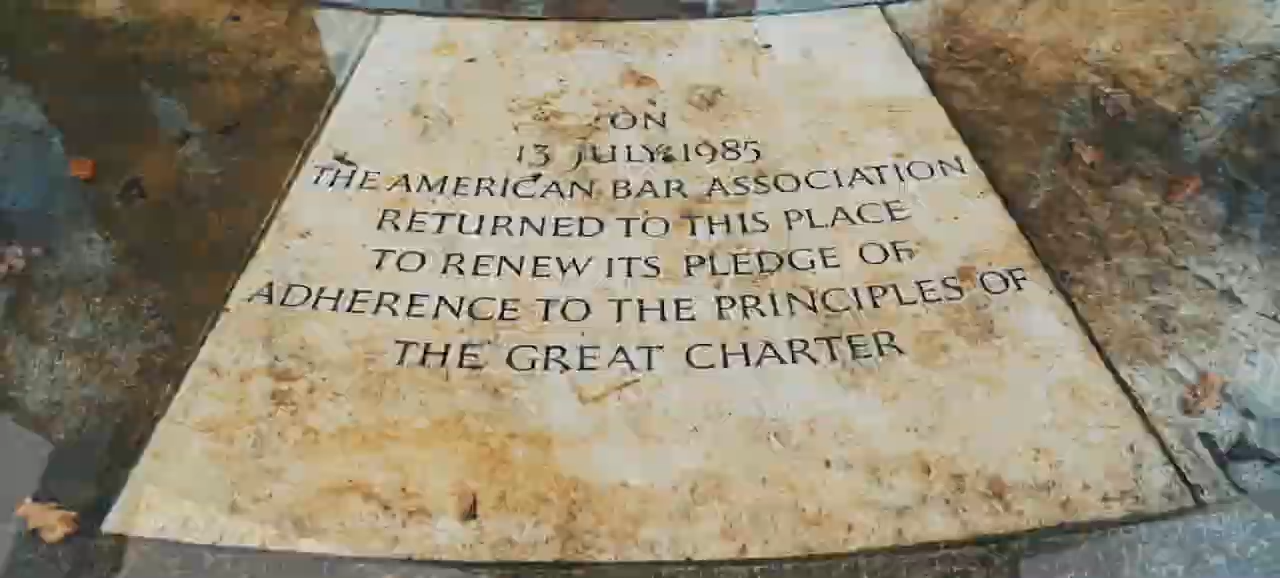 ON
13 JULY 1985
THE AMERICAN BAR ASSOCIATION
RETURNED TO THIS PLACE
TO RENEW ITS PLEDGE OF
ADHERENCE TO THE PRINCIPLES OF
THE GREAT CHARTER